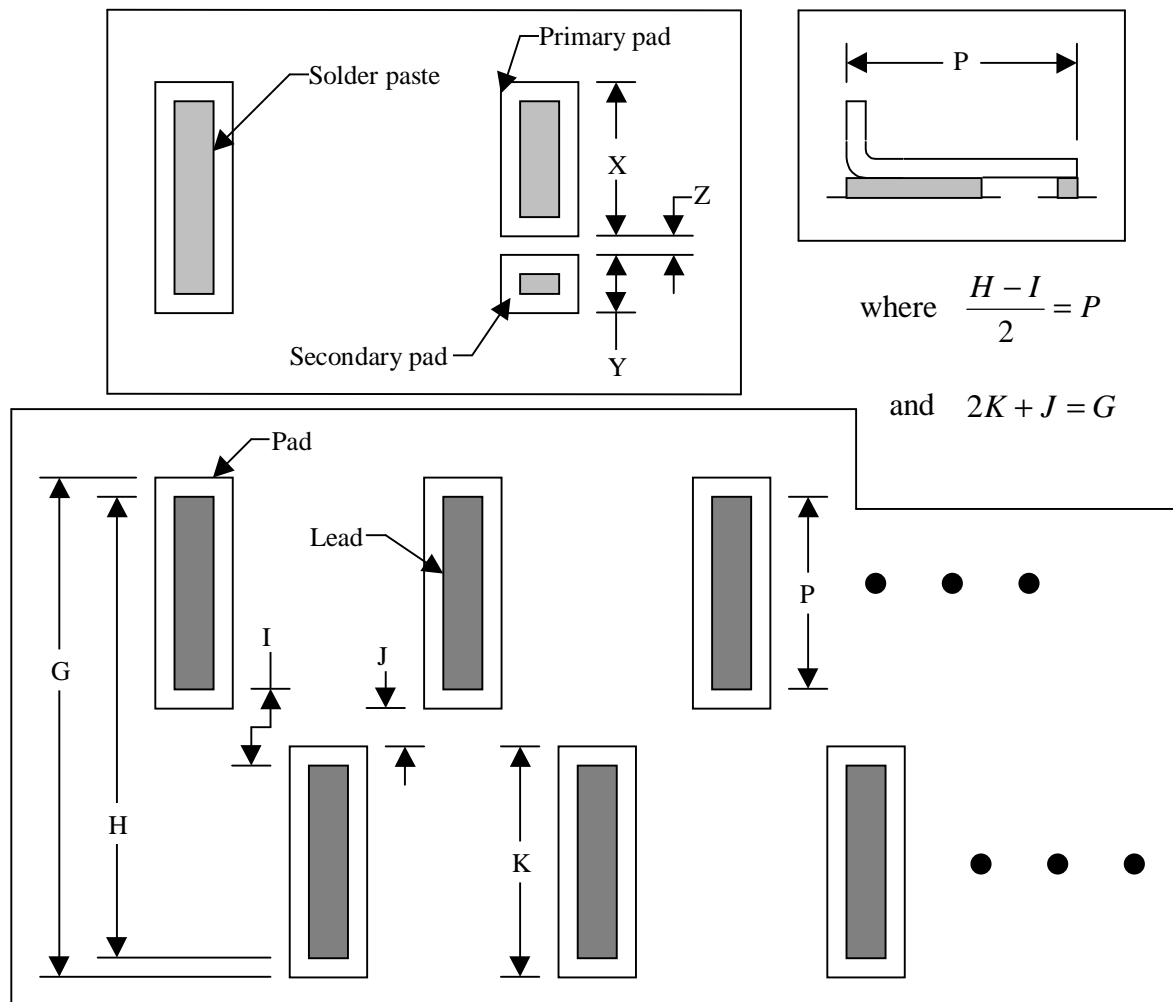 Primary pad
Solder paste
X
Z
Secondary pad
Y
P
where (H − I)/2 = P
and 2K + J = G
Pad
Lead
P
I
J
G
H
K